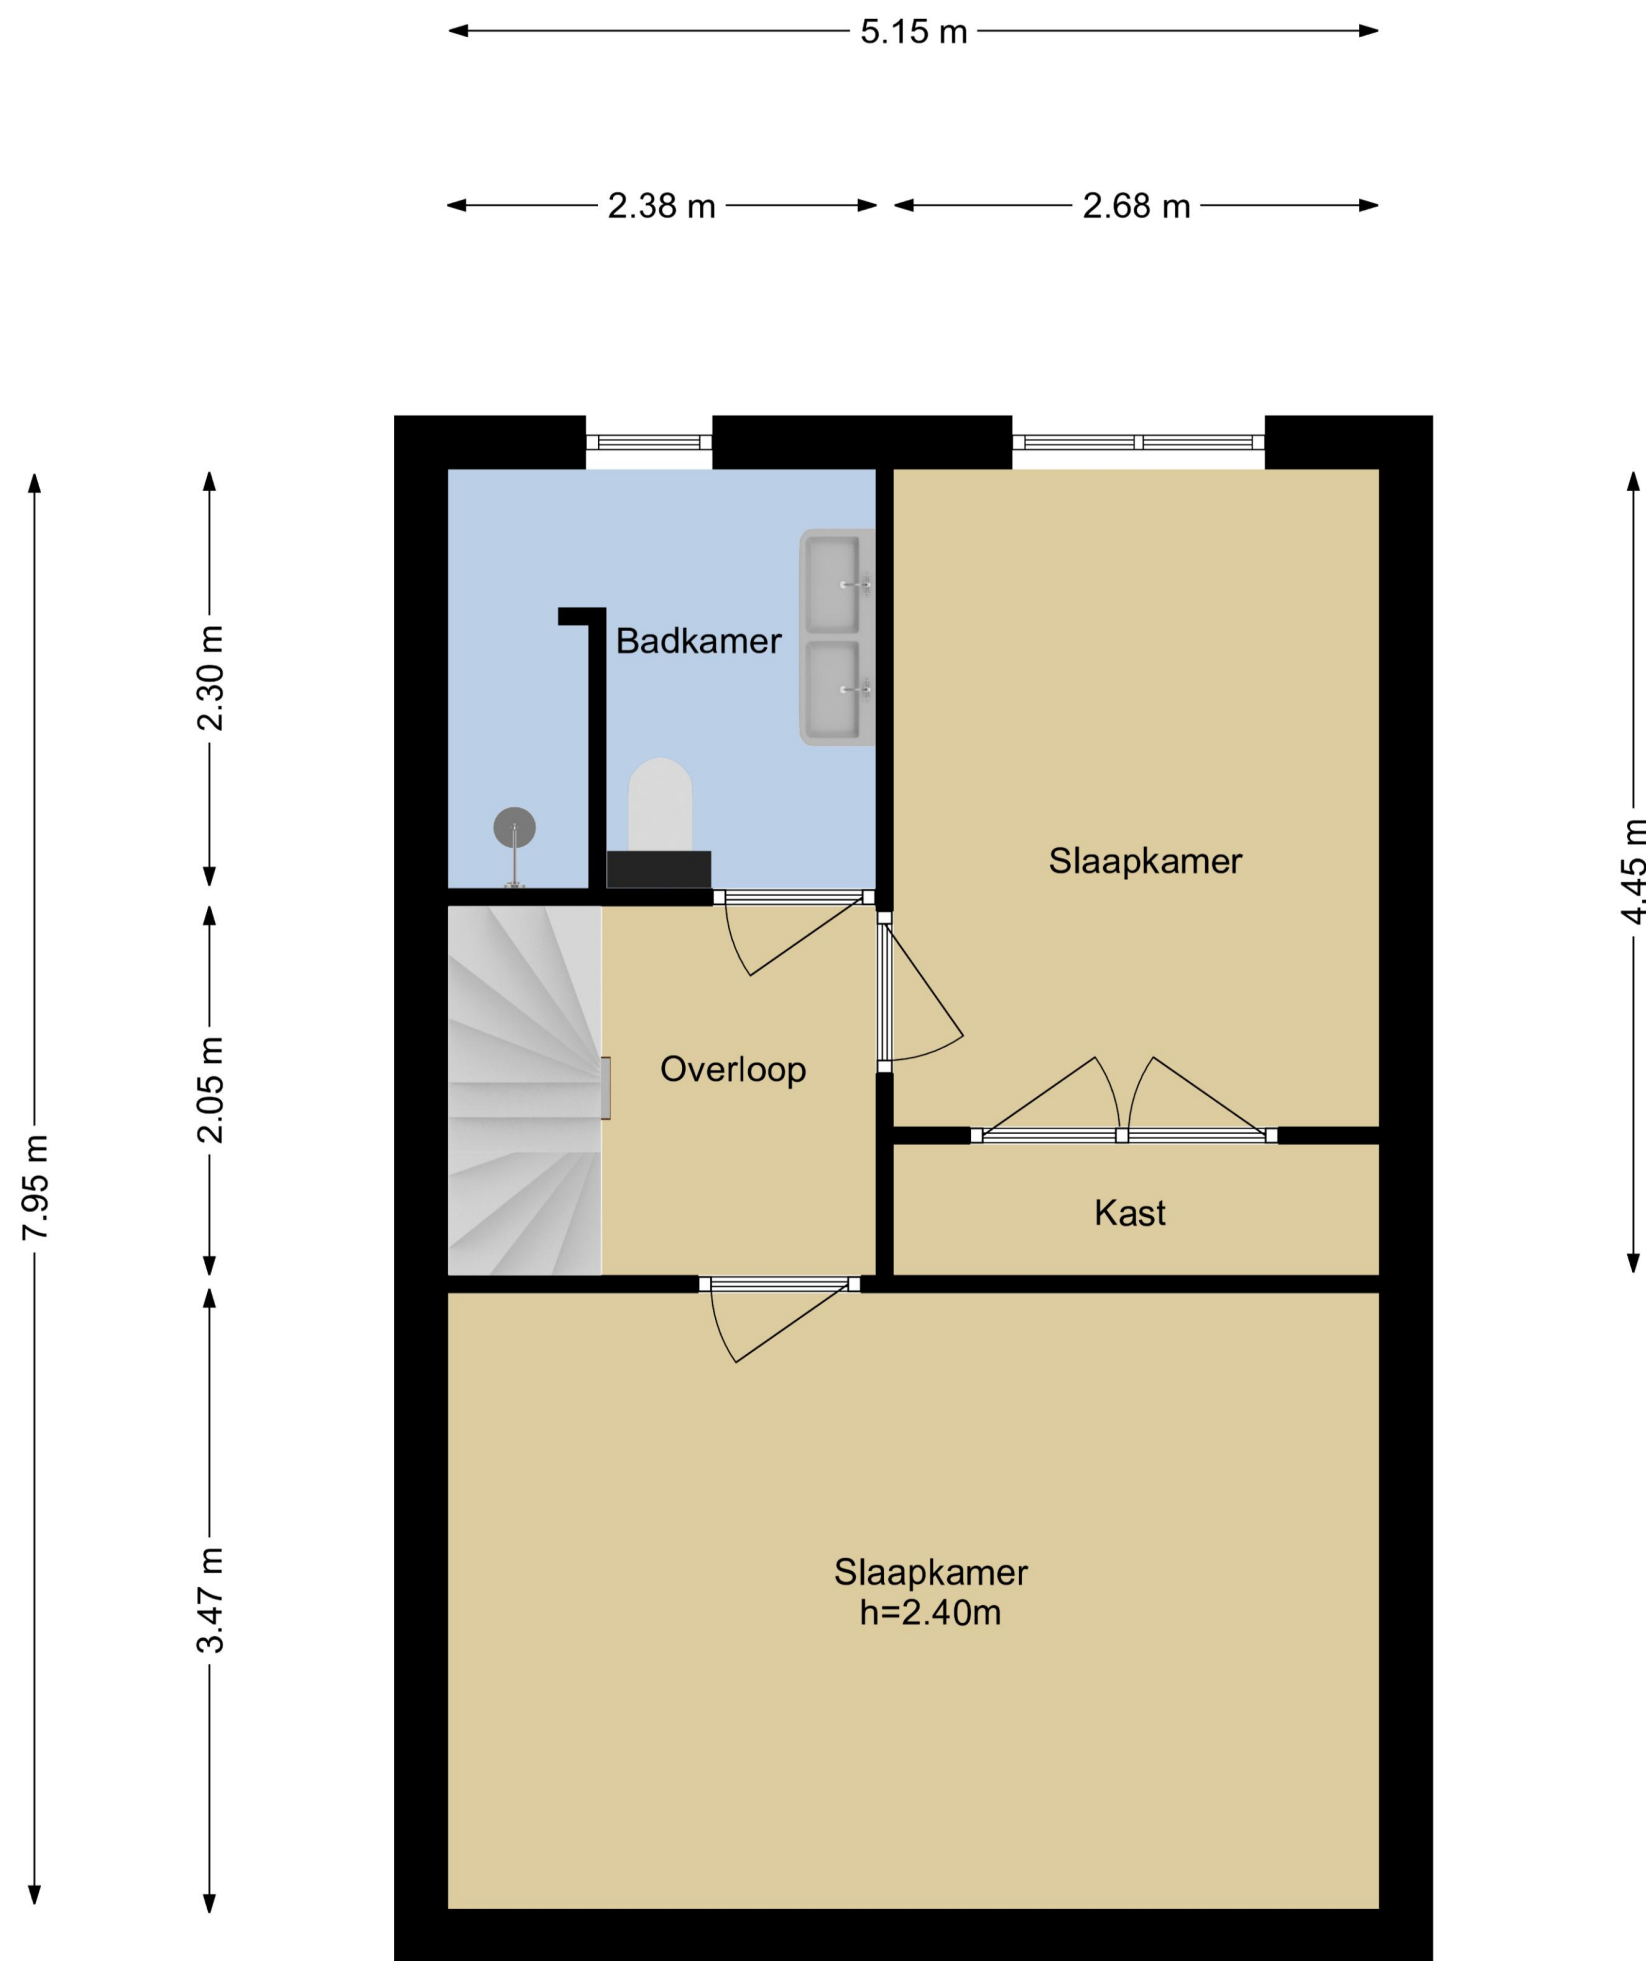 5.15 m
2.38 m
2.68 m
2.30 m
Badkamer
4.45 m
Slaapkamer
2.05 m
Overloop
7.95 m
Kast
3.47 m
Slaapkamer
h=2.40m